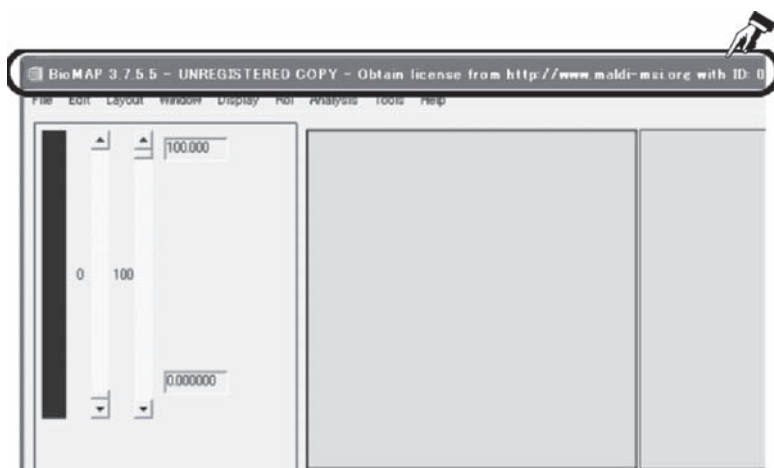 BioMAP 3.7.5.5 - UNREGISTERED COPY - Obtain license from http://www.maldi-msi.org with ID: 0
File Edit Layout Window Display RoI Analysis Tools Help
100.000
0 100
0.000000